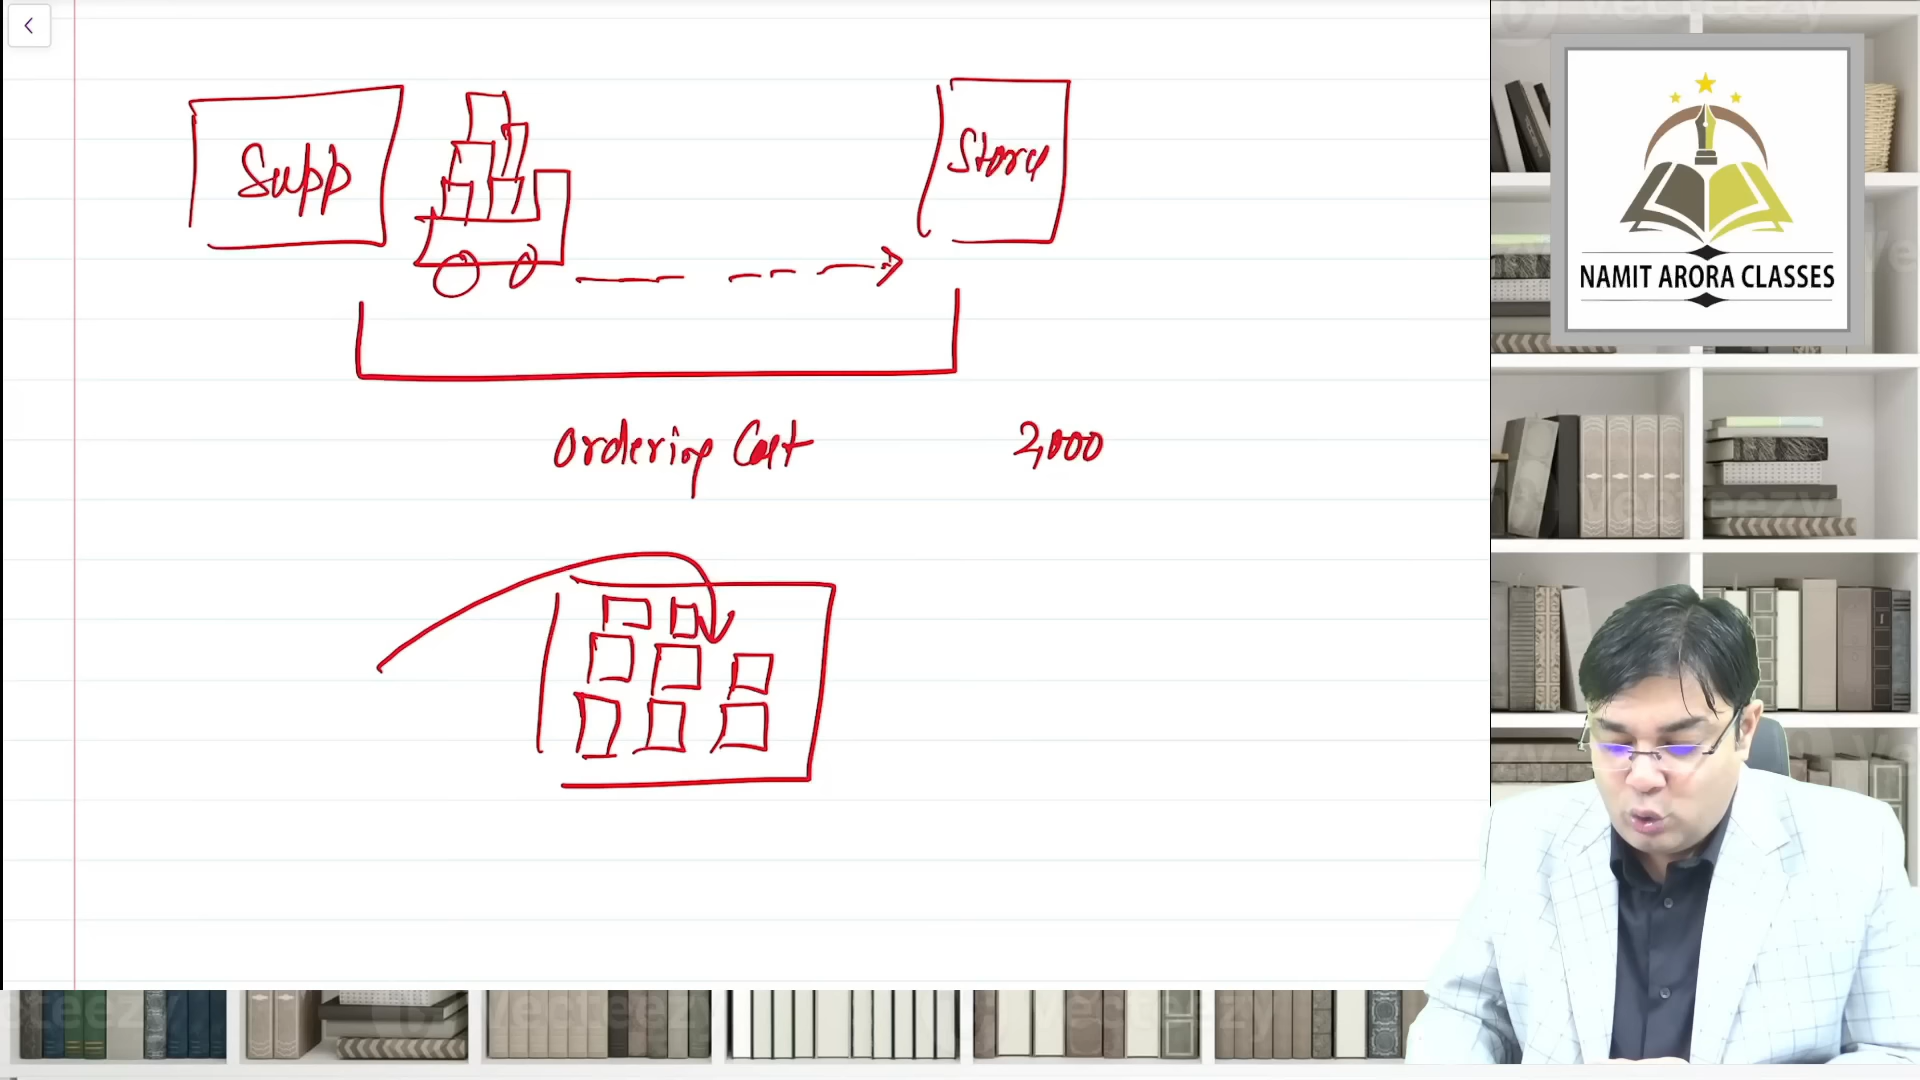 Supp
Store
NAMIT ARORA CLASSES
Ordering Cost 2,000